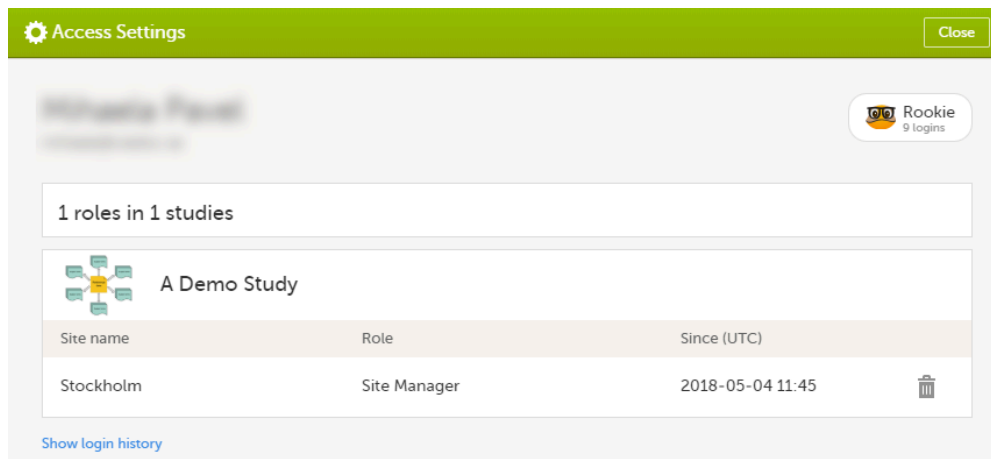 Access Settings
Close
Rookie
9 logins
1 roles in 1 studies
A Demo Study
Site name Role Since (UTC)
Stockholm Site Manager 2018-05-04 11:45
Show login history